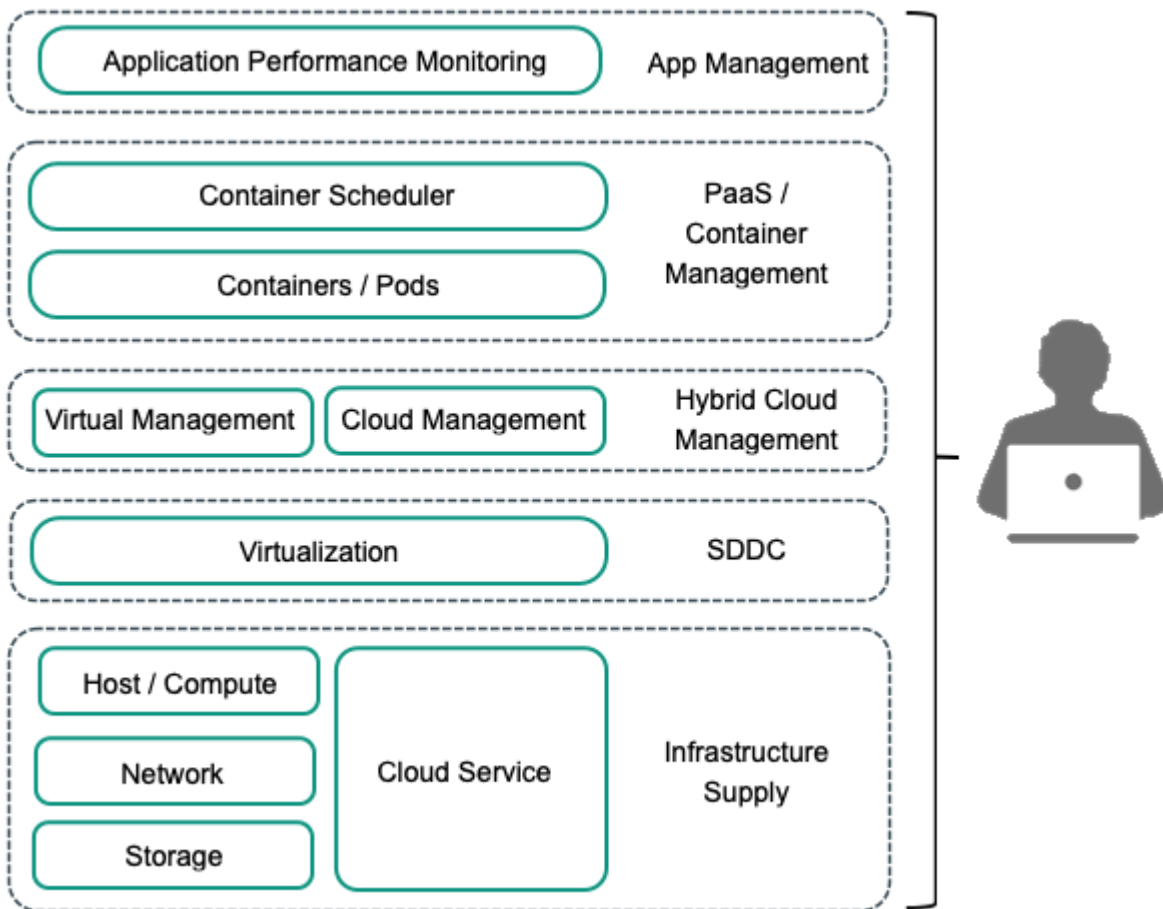 Application Performance Monitoring
App Management
Container Scheduler
Containers / Pods
PaaS /
Container
Management
Virtual Management
Cloud Management
Hybrid Cloud
Management
Virtualization
SDDC
Host / Compute
Network
Storage
Cloud Service
Infrastructure
Supply